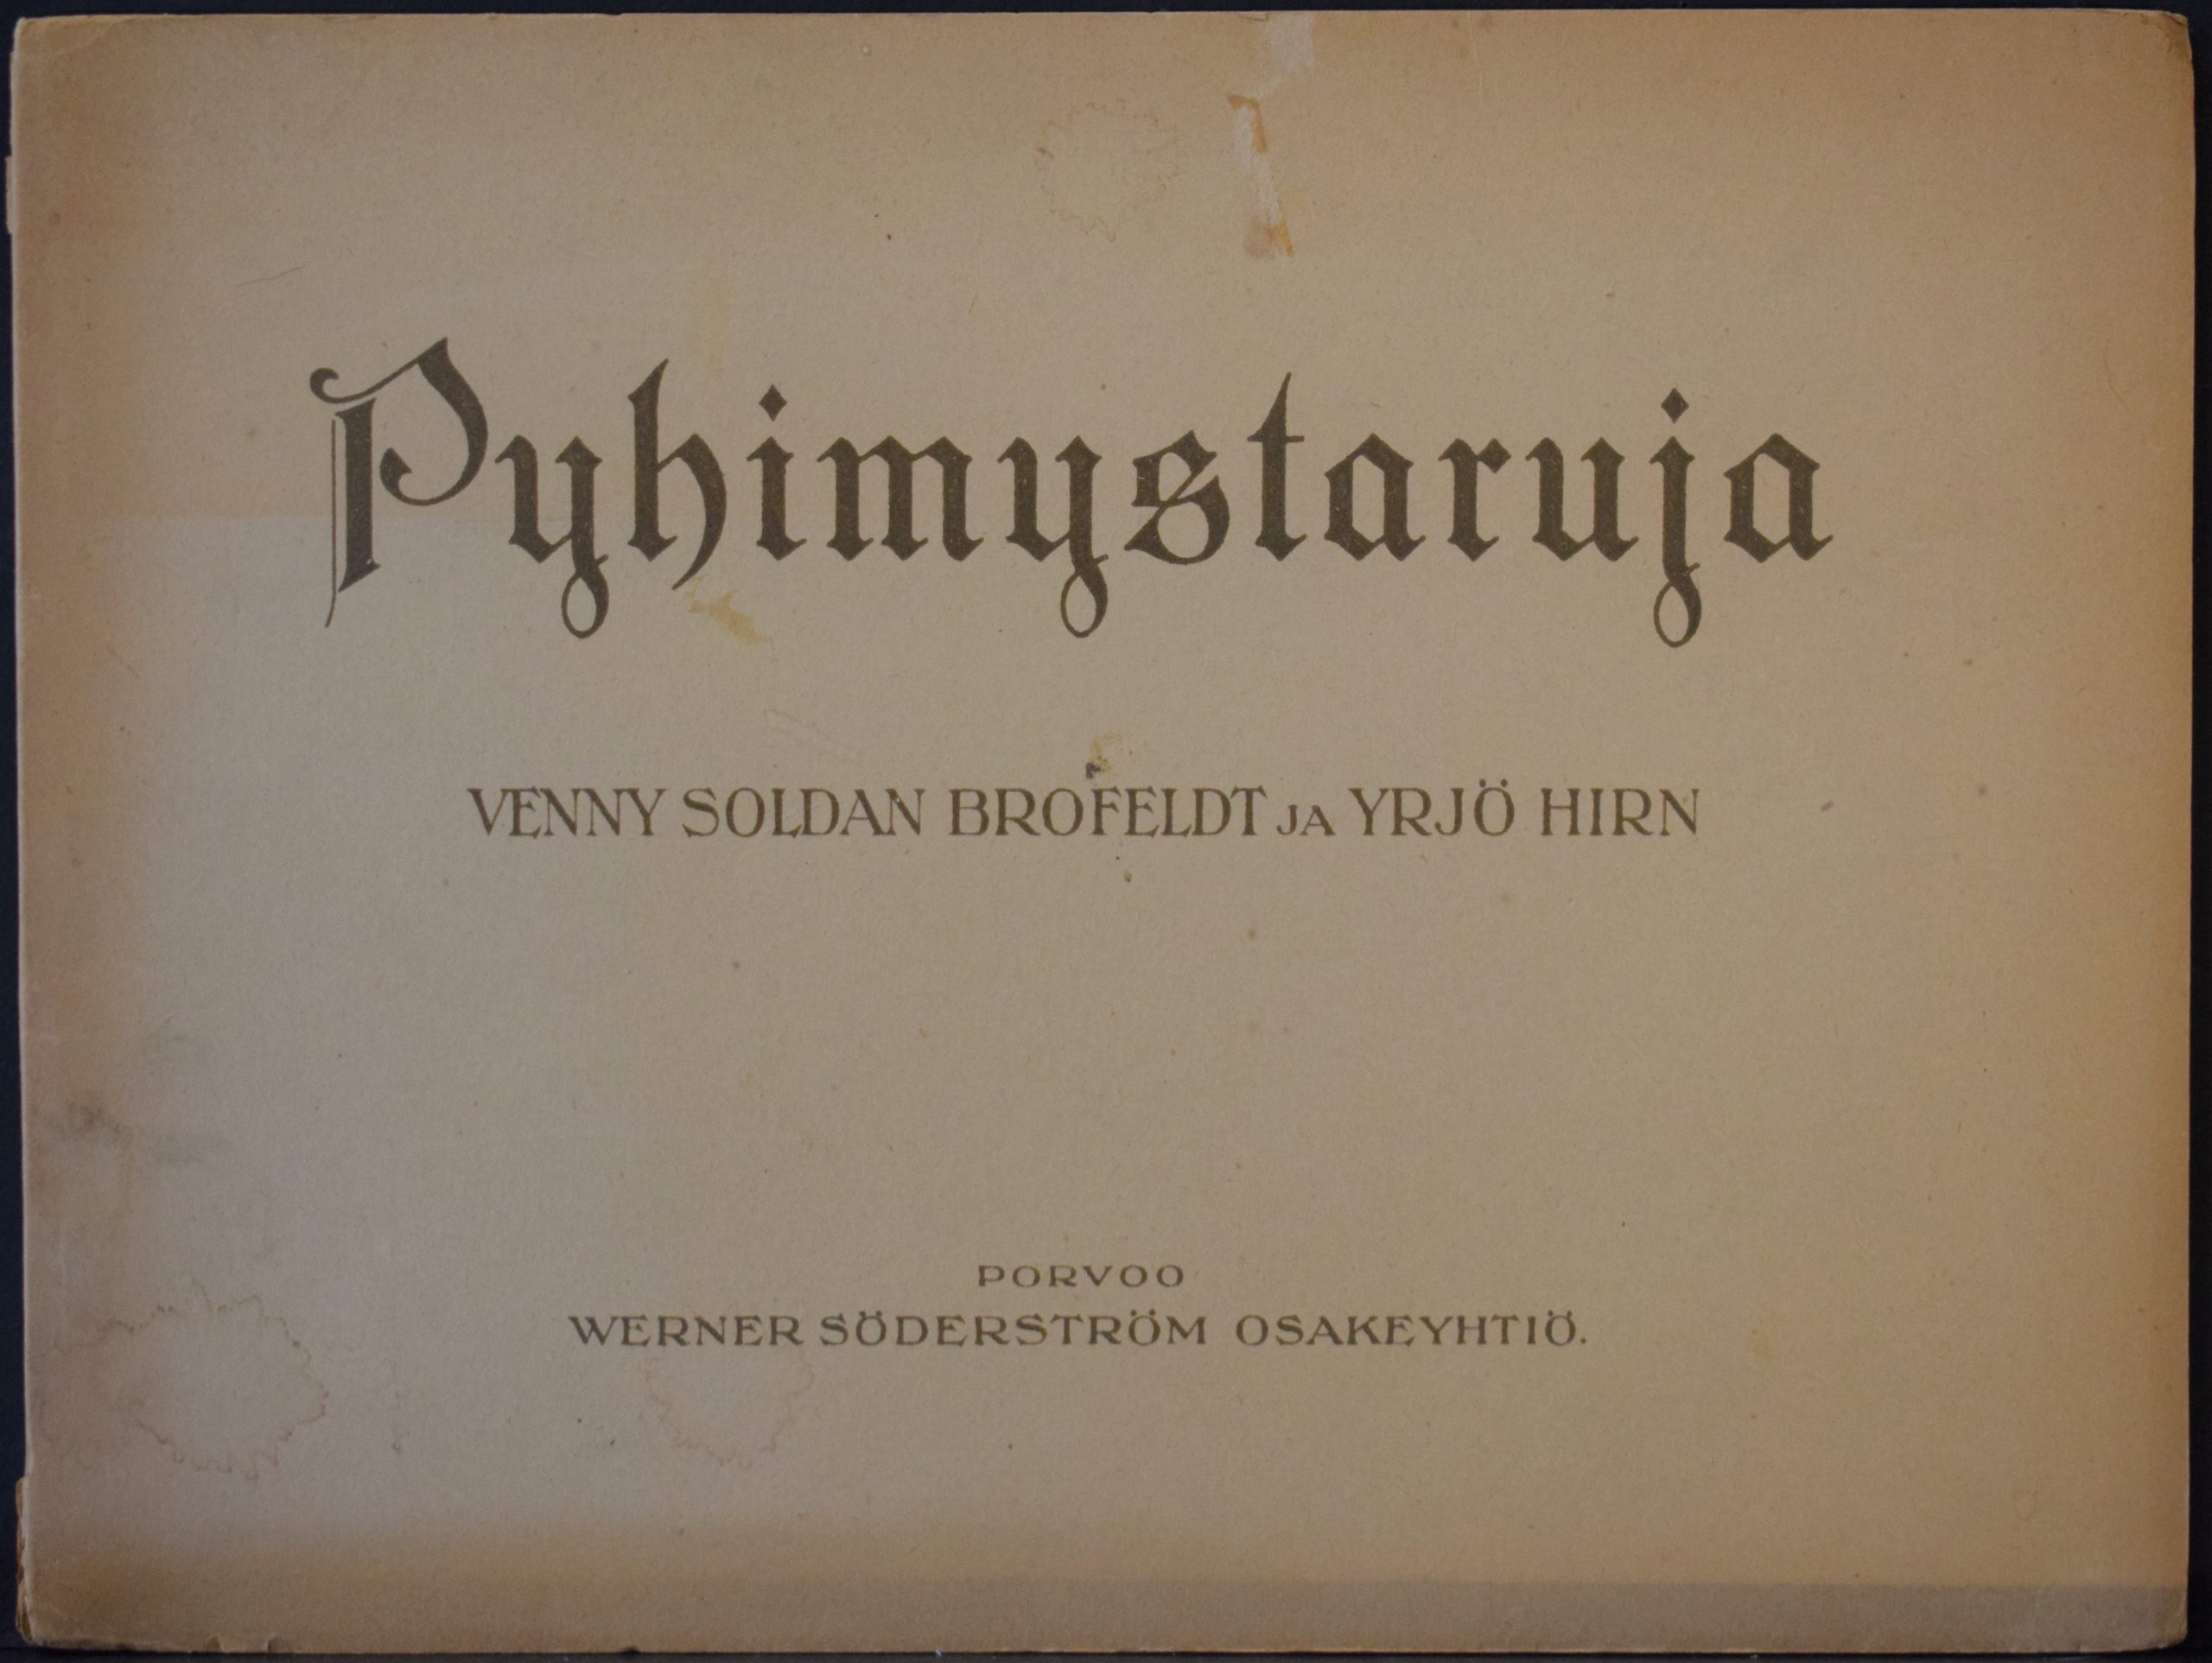 Pyhimystaruja
VENNY SOLDAN BROFELDT JA YRJÖ HIRN
PORVOO
WERNER SÖDERSTRÖM OSAKEYHTIÖ.